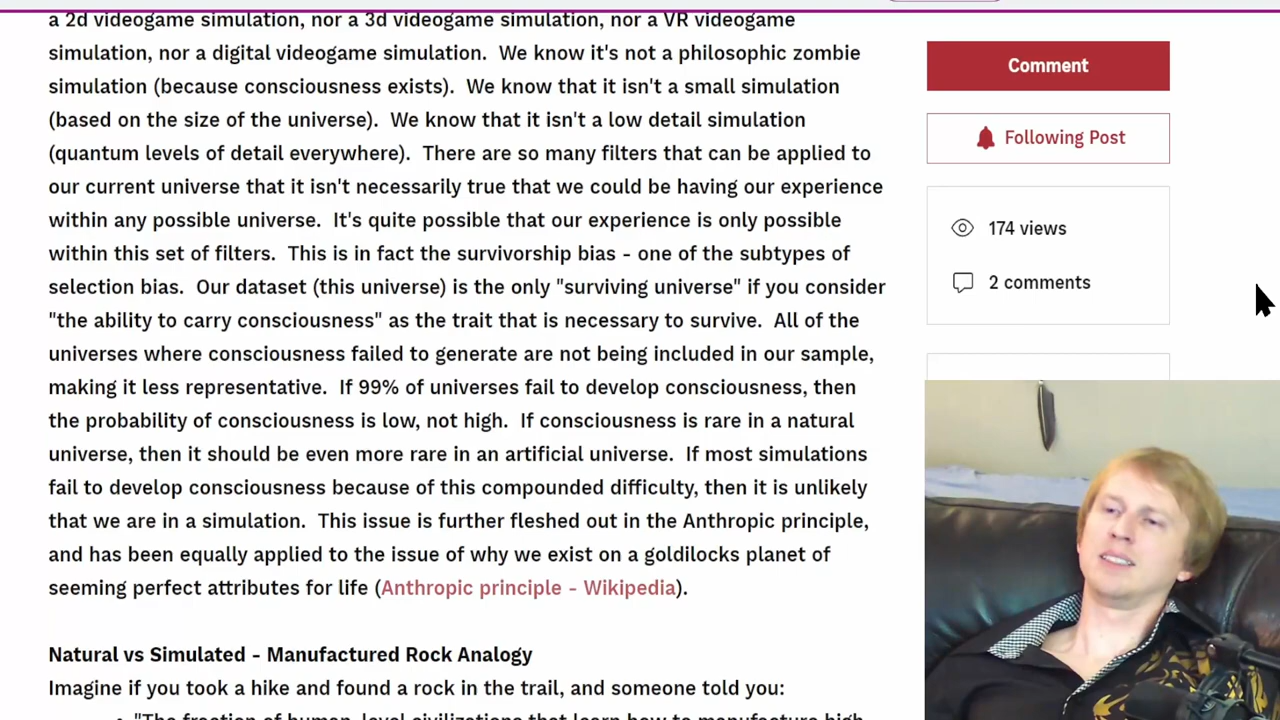 a 2d videogame simulation, nor a 3d videogame simulation, nor a VR videogame
simulation, nor a digital videogame simulation.  We know it's not a philosophic zombie
simulation (because consciousness exists).  We know that it isn't a small simulation
(based on the size of the universe).  We know that it isn't a low detail simulation
(quantum levels of detail everywhere).  There are so many filters that can be applied to
our current universe that it isn't necessarily true that we could be having our experience
within any possible universe.  It's quite possible that our experience is only possible
within this set of filters.  This is in fact the survivorship bias - one of the subtypes of
selection bias.  Our dataset (this universe) is the only "surviving universe" if you consider
"the ability to carry consciousness" as the trait that is necessary to survive.  All of the
universes where consciousness failed to generate are not being included in our sample,
making it less representative.  If 99% of universes fail to develop consciousness, then
the probability of consciousness is low, not high.  If consciousness is rare in a natural
universe, then it should be even more rare in an artificial universe.  If most simulations
fail to develop consciousness because of this compounded difficulty, then it is unlikely
that we are in a simulation.  This issue is further fleshed out in the Anthropic principle,
and has been equally applied to the issue of why we exist on a goldilocks planet of
seeming perfect attributes for life (Anthropic principle - Wikipedia).
Natural vs Simulated - Manufactured Rock Analogy
Imagine if you took a hike and found a rock in the trail, and someone told you:
"The fraction of human-level civilizations that learn how to manufacture high
Comment
Following Post
174 views
2 comments